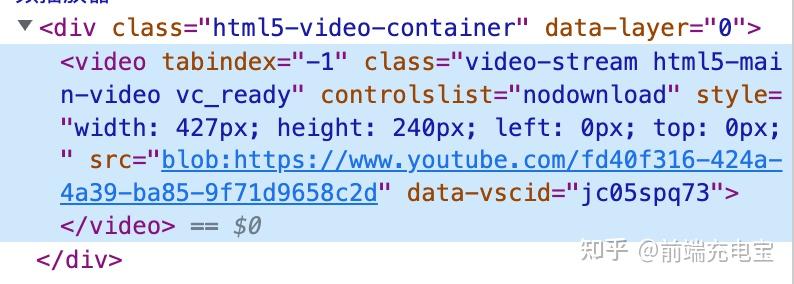 <div class="html5-video-container" data-layer="0">
<video tabindex="-1" class="video-stream html5-mai
n-video vc_ready" controlslist="nodownload" style=
"width: 427px; height: 240px; left: 0px; top: 0px;
" src="blob:https://www.youtube.com/fd40f316-424a-
4a39-ba85-9f71d9658c2d" data-vscid="jc05spq73">
</video> == $0
</div>
知乎 @前端充电宝